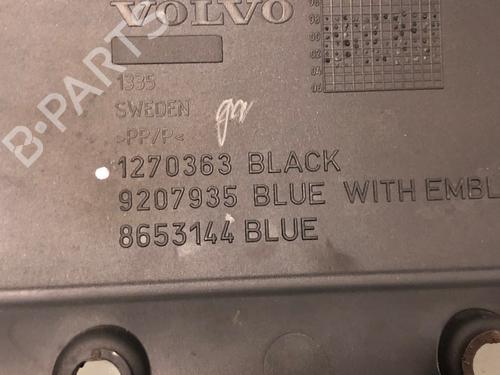 VOLVO
1335
SWEDEN
>PP/P<
1270363 BLACK
9207935 BLUE WITH EMBL
8653144 BLUE
B-PARTS